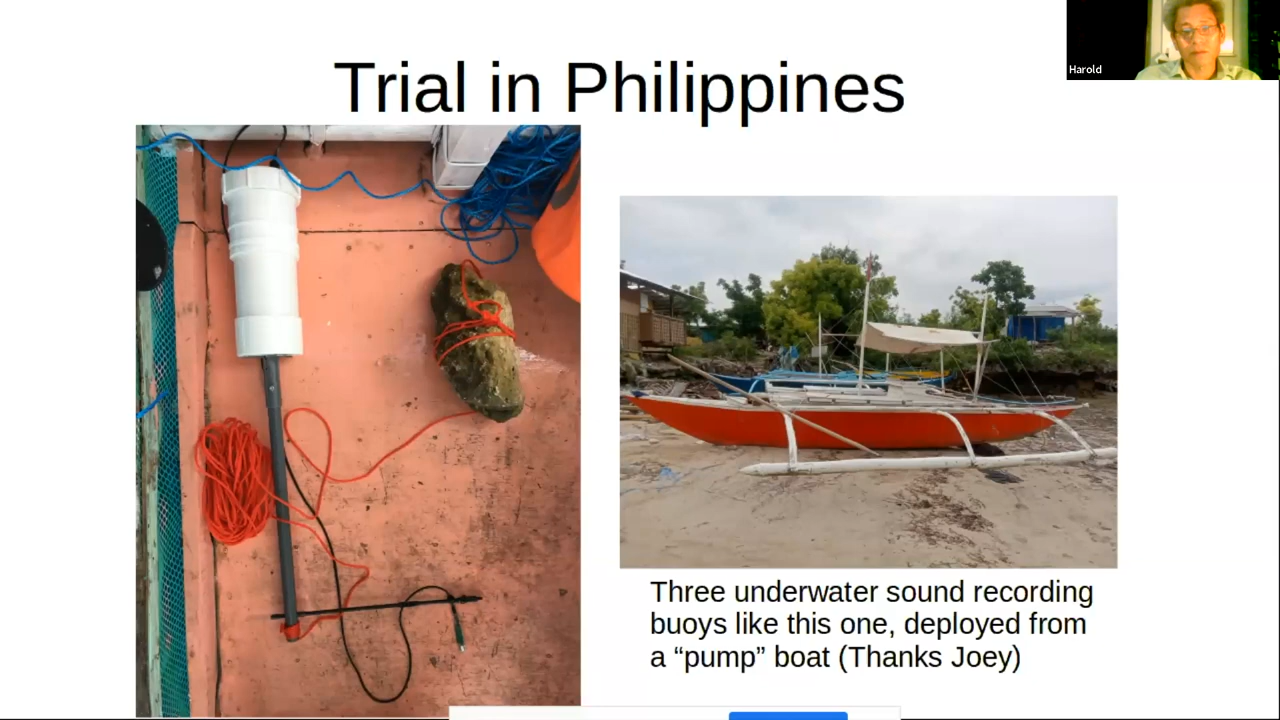 Harold
Trial in Philippines
Three underwater sound recording
buoys like this one, deployed from
a “pump” boat (Thanks Joey)